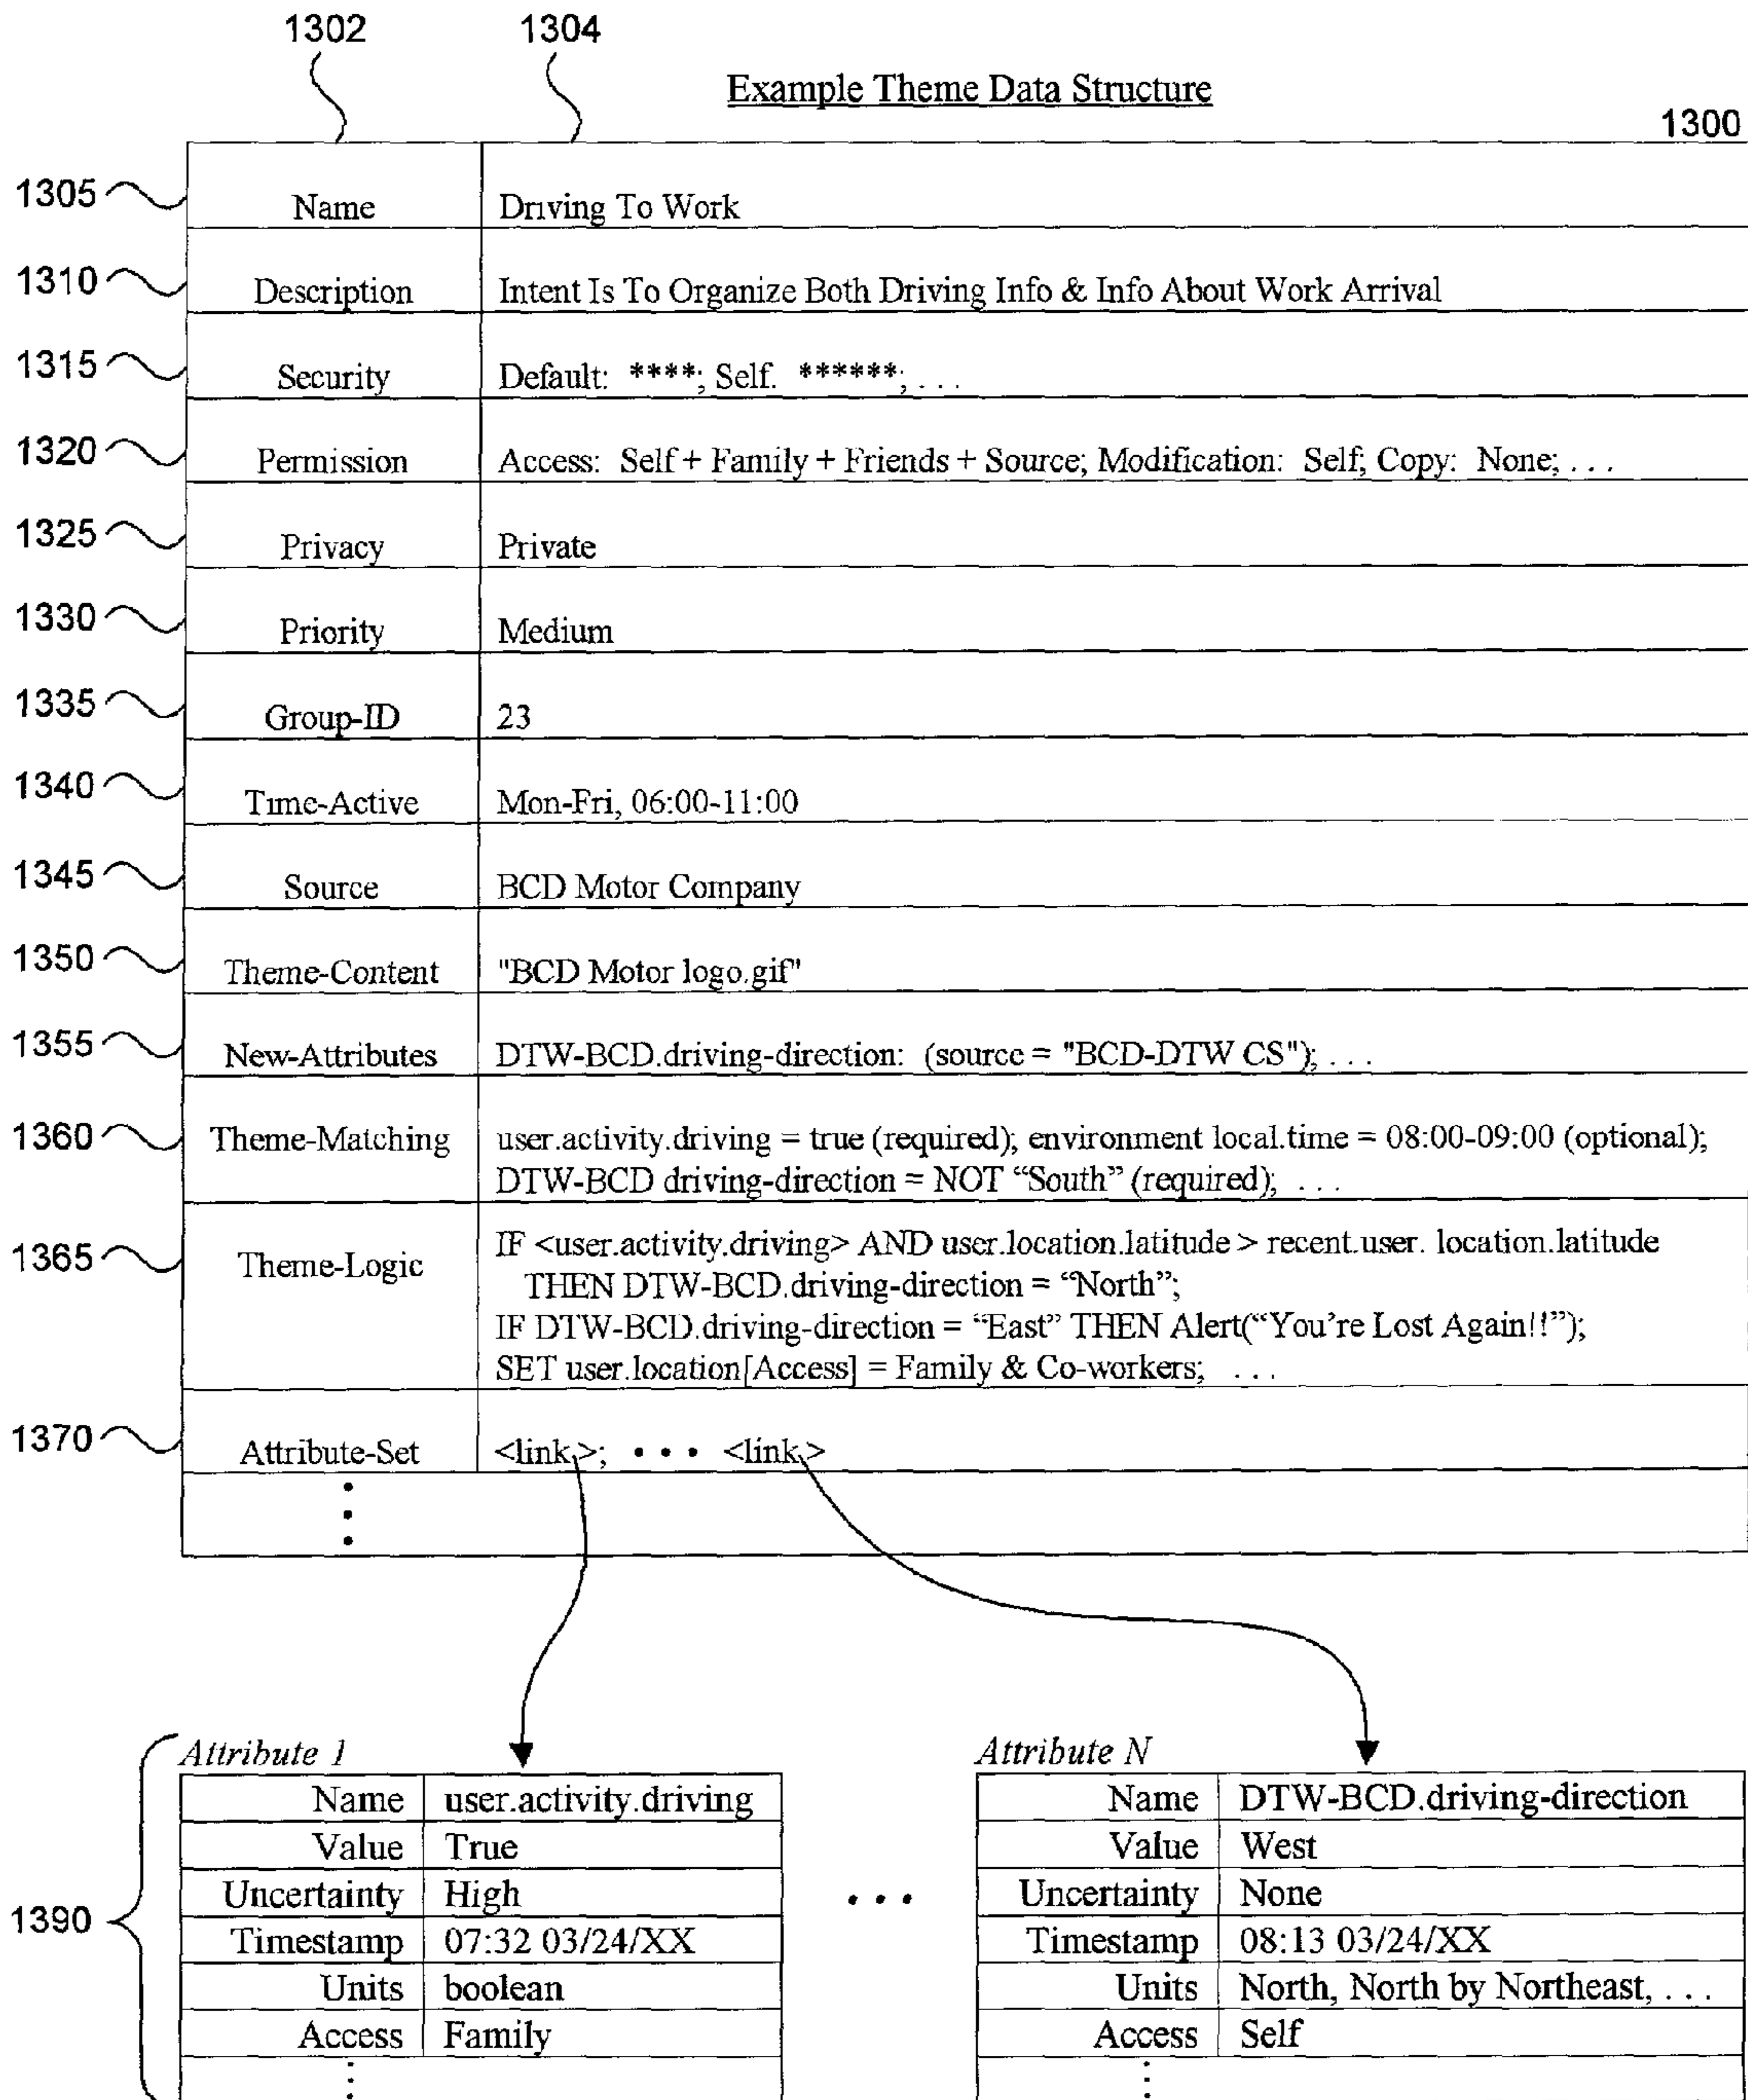 1302 1304
Example Theme Data Structure
1300
1305 Name Driving To Work
1310 Description Intent Is To Organize Both Driving Info & Info About Work Arrival
1315 Security Default: ****; Self. ******; . . .
1320 Permission Access: Self + Family + Friends + Source; Modification: Self; Copy: None; . . .
1325 Privacy Private
1330 Priority Medium
1335 Group-ID 23
1340 Time-Active Mon-Fri, 06:00-11:00
1345 Source BCD Motor Company
1350 Theme-Content "BCD Motor logo.gif"
1355 New-Attributes DTW-BCD.driving-direction: (source = "BCD-DTW CS"); . . .
1360 Theme-Matching user.activity.driving = true (required); environment local.time = 08:00-09:00 (optional);
DTW-BCD driving-direction = NOT “South” (required); . . .
1365 Theme-Logic IF <user.activity.driving> AND user.location.latitude > recent.user. location.latitude
THEN DTW-BCD.driving-direction = “North”;
IF DTW-BCD.driving-direction = “East” THEN Alert(“You’re Lost Again!!”);
SET user.location[Access] = Family & Co-workers; . . .
1370 Attribute-Set <link>; • • • <link>
1390
Attribute 1
Name user.activity.driving
Value True
Uncertainty High
Timestamp 07:32 03/24/XX
Units boolean
Access Family
• • •
Attribute N
Name DTW-BCD.driving-direction
Value West
Uncertainty None
Timestamp 08:13 03/24/XX
Units North, North by Northeast, . . .
Access Self